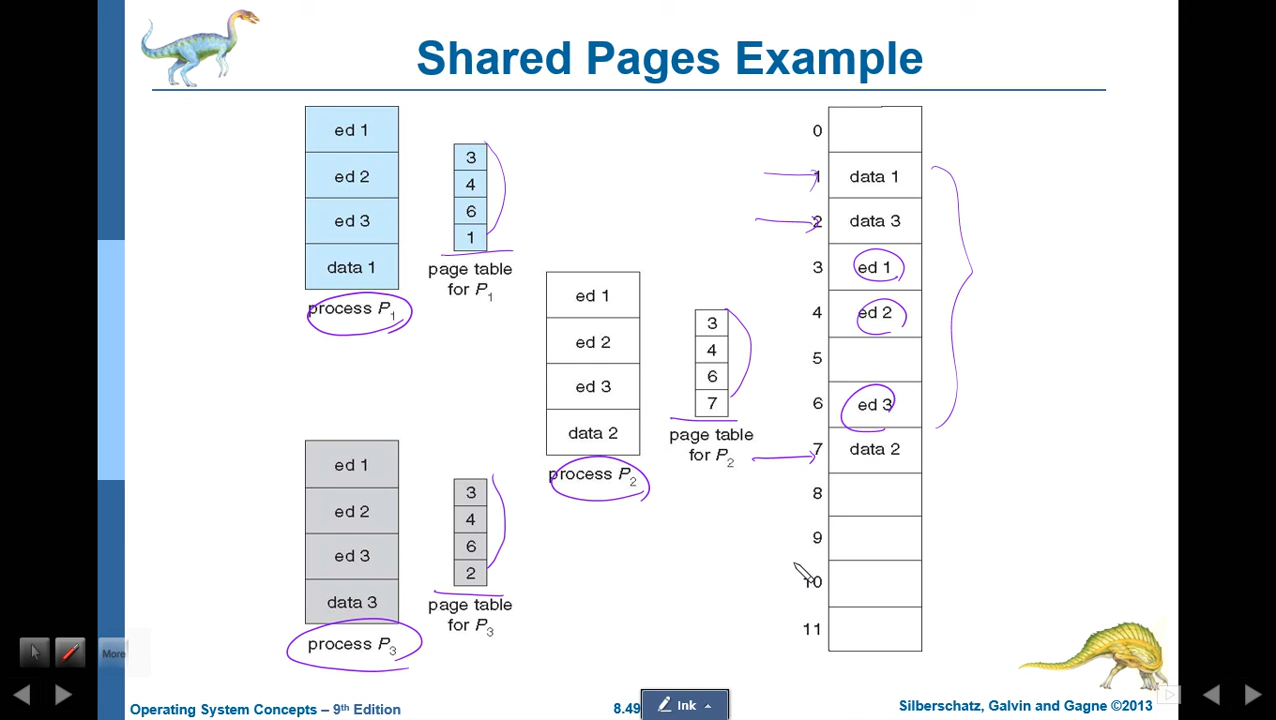 Shared Pages Example
ed 1
ed 2
ed 3
data 1
process P1
3
4
6
1
page table
for P1
ed 1
ed 2
ed 3
data 2
process P2
3
4
6
7
page table
for P2
ed 1
ed 2
ed 3
data 3
process P3
3
4
6
2
page table
for P3
0
1 data 1
2 data 3
3 ed 1
4 ed 2
5
6 ed 3
7 data 2
8
9
10
11
More
Operating System Concepts – 9th Edition
8.49
Ink
Silberschatz, Galvin and Gagne ©2013